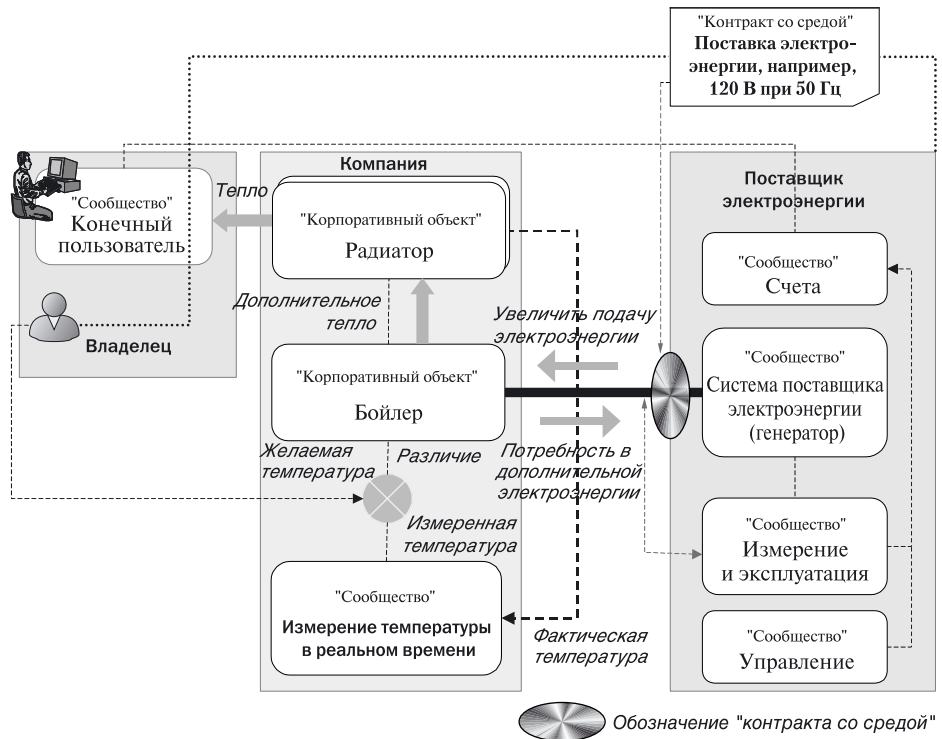 "Контракт со средой"
Поставка электро-
энергии, например,
120 В при 50 Гц
Компания
Поставщик
электроэнергии
"Сообщество"
Конечный
пользователь
Тепло
"Корпоративный объект"
Радиатор
"Сообщество"
Счета
Дополнительное
тепло
Увеличить подачу
электроэнергии
Владелец
"Корпоративный объект"
Бойлер
"Сообщество"
Система поставщика
электроэнергии
(генератор)
Желаемая
температура
Различие
Потребность в
дополнительной
электроэнергии
Измеренная
температура
"Сообщество"
Измерение
и эксплуатация
"Сообщество"
Измерение температуры
в реальном времени
Фактическая
температура
"Сообщество"
Управление
Обозначение "контракта со средой"